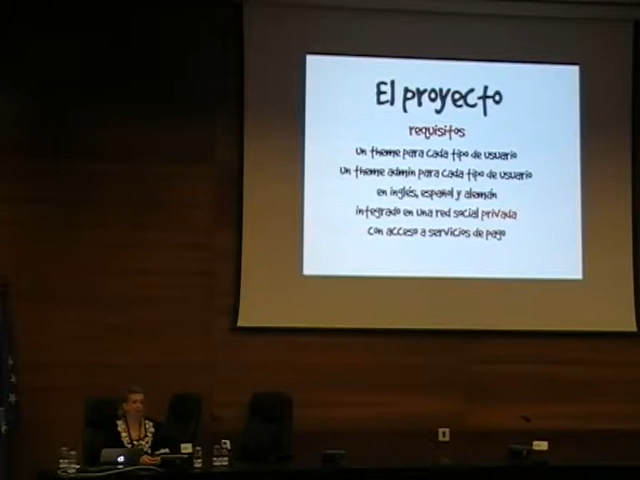 El proyecto
requisitos
un theme para cada tipo de usuario
un theme admin para cada tipo de usuario
en inglés, español y alemán
integrado en una red social privada
con acceso a servicios de pago